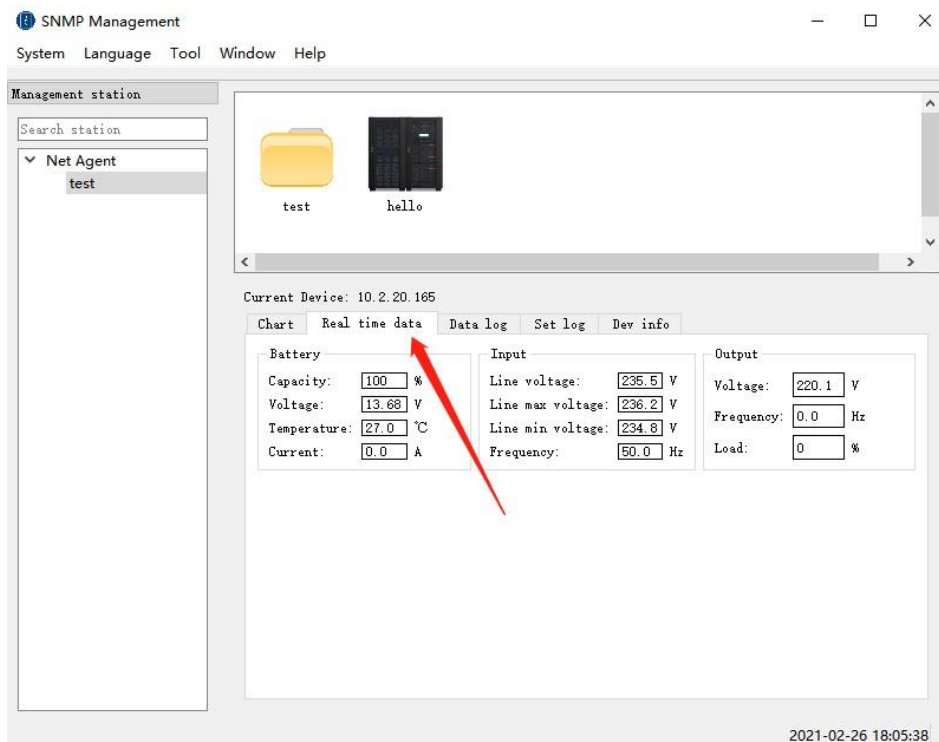 SNMP Management
System Language Tool Window Help
Management station
Search station
Net Agent
test
test
hello
Current Device: 10.2.20.165
Chart Real time data Data log Set log Dev info
Battery
Capacity: 100 %
Voltage: 13.68 V
Temperature: 27.0 ℃
Current: 0.0 A
Input
Line voltage: 235.5 V
Line max voltage: 236.2 V
Line min voltage: 234.8 V
Frequency: 50.0 Hz
Output
Voltage: 220.1 V
Frequency: 0.0 Hz
Load: 0 %
2021-02-26 18:05:38